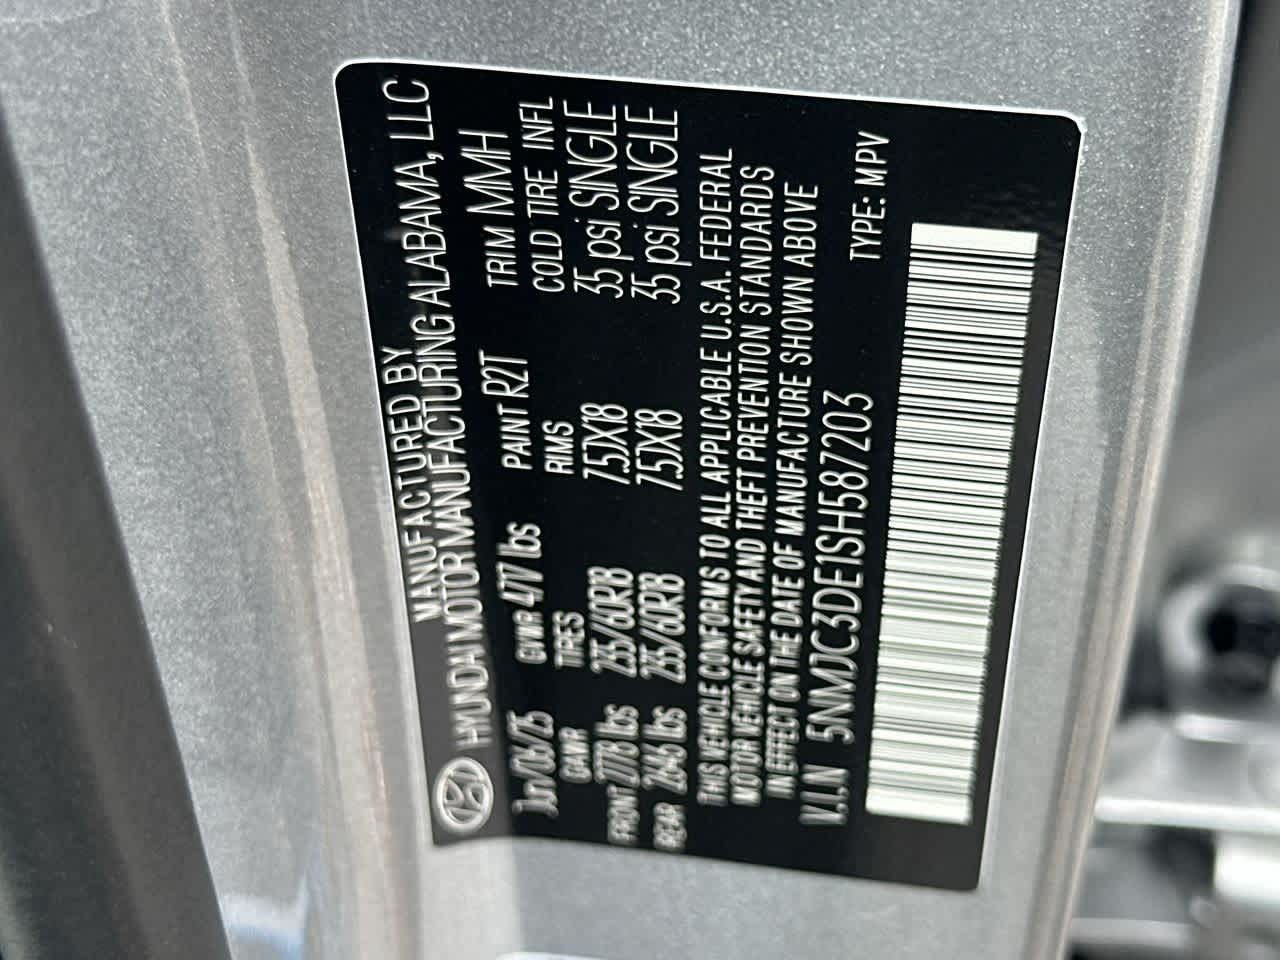 MANUFACTURED BY
HYUNDAI MOTOR MANUFACTURING ALABAMA, LLC
Jun/06/25 GVWR 4717 lbs PAINT R2T TRIM MMH
GAWR TIRES RIMS COLD TIRE INFL
FRONT 2778 lbs 235/60R18 7.5JX18 35 psi SINGLE
REAR 2646 lbs 235/60R18 7.5JX18 35 psi SINGLE
THIS VEHICLE CONFORMS TO ALL APPLICABLE U.S.A. FEDERAL
MOTOR VEHICLE SAFETY AND THEFT PREVENTION STANDARDS
IN EFFECT ON THE DATE OF MANUFACTURE SHOWN ABOVE
V.I.N 5NMJC3DE1SH587203 TYPE: MPV